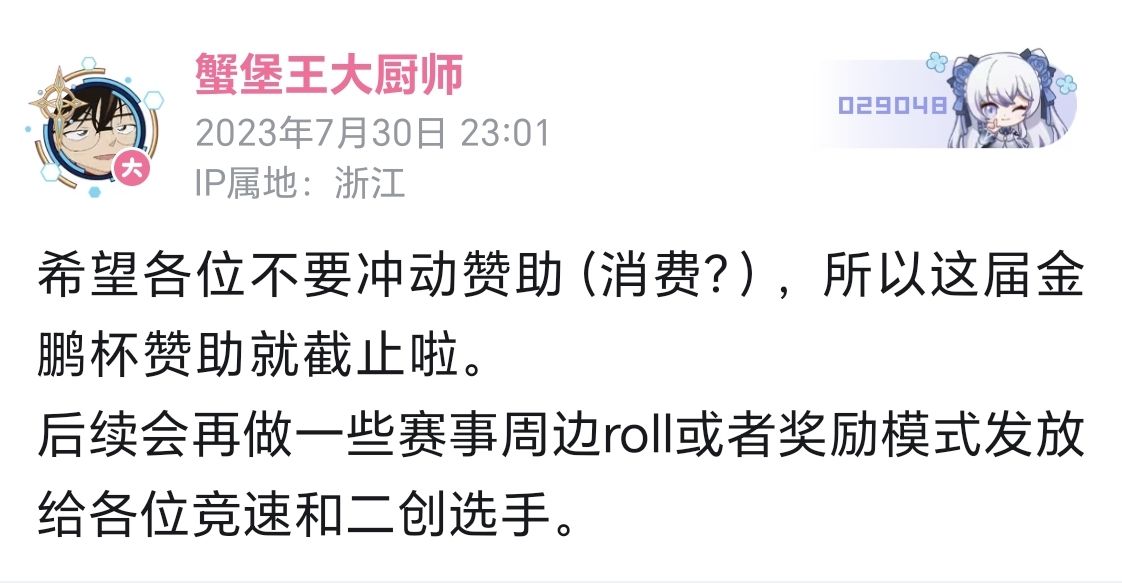 蟹堡王大厨师
2023年7月30日 23:01
IP属地：浙江
029048
大
希望各位不要冲动赞助（消费？），所以这届金
鹏杯赞助就截止啦。
后续会再做一些赛事周边roll或者奖励模式发放
给各位竞速和二创选手。